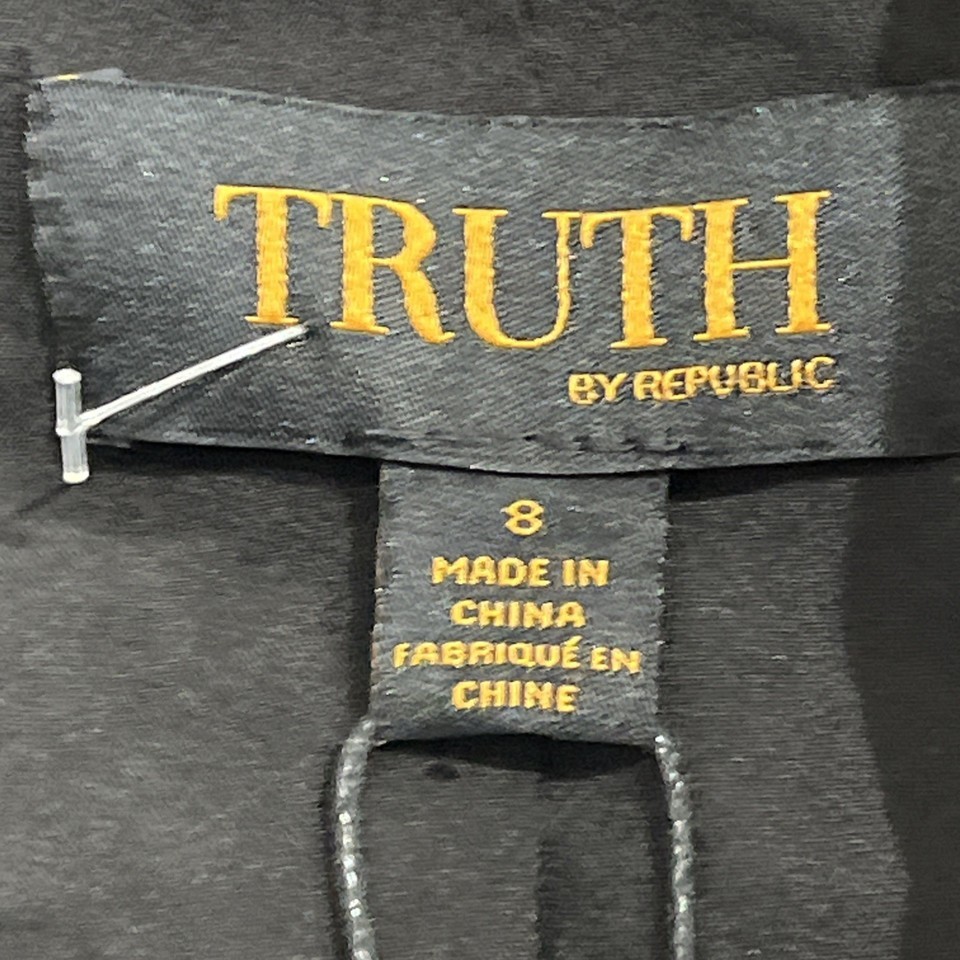 TRUTH
BY REPUBLIC
8
MADE IN
CHINA
FABRIQUÉ EN
CHINE